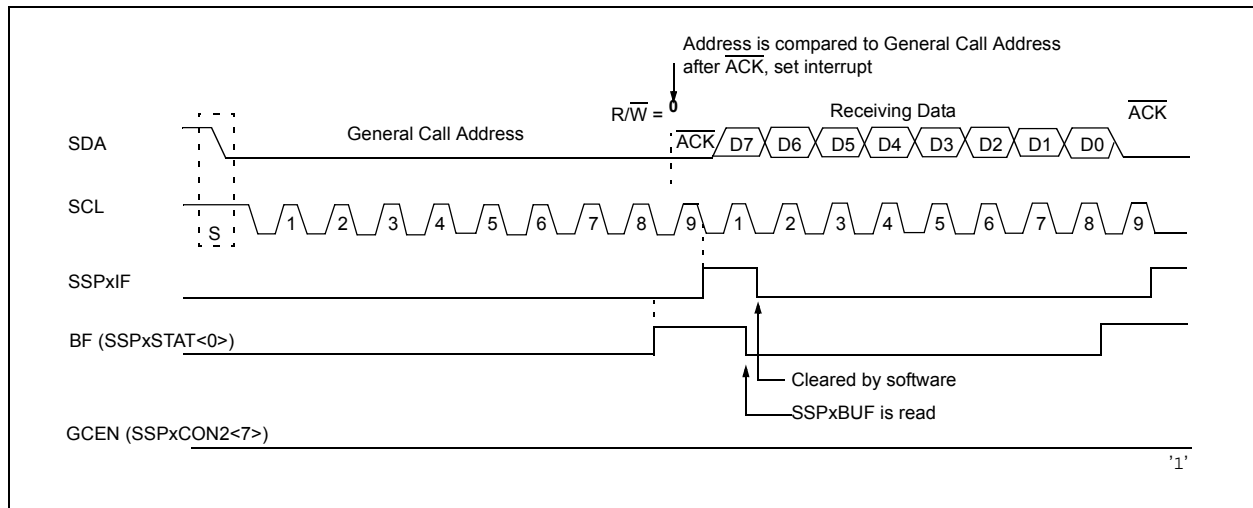 Address is compared to General Call Address
after ACK, set interrupt
R/W = 0
General Call Address
Receiving Data
ACK
SDA
ACK
D7 D6 D5 D4 D3 D2 D1 D0
SCL
S
1 2 3 4 5 6 7 8 9 1 2 3 4 5 6 7 8 9
SSPxIF
BF (SSPxSTAT<0>)
Cleared by software
SSPxBUF is read
GCEN (SSPxCON2<7>)
'1'